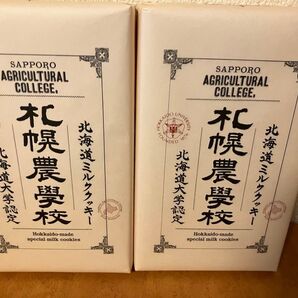 SAPPORO
AGRICULTURAL
COLLEGE,
北海道ミルククッキー
札幌農學校
北海道大学認定
Hokkaido-made
special milk cookies
SAPPORO
AGRICULTURAL
COLLEGE,
北海道ミルククッキー
札幌農學校
北海道大学認定
Hokkaido-made
special milk cookies